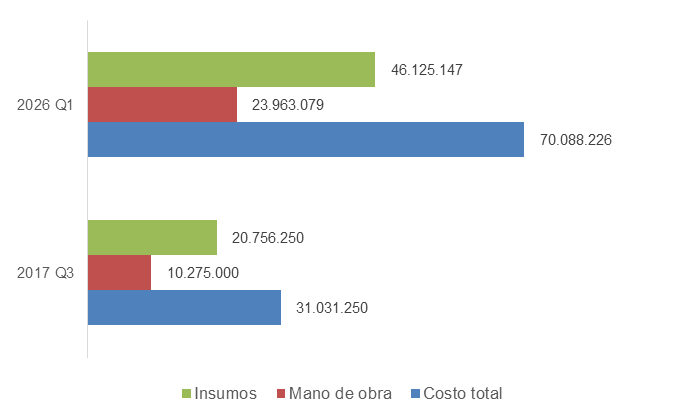 46.125.147
2026 Q1
23.963.079
70.088.226
20.756.250
2017 Q3
10.275.000
31.031.250
Insumos Mano de obra Costo total